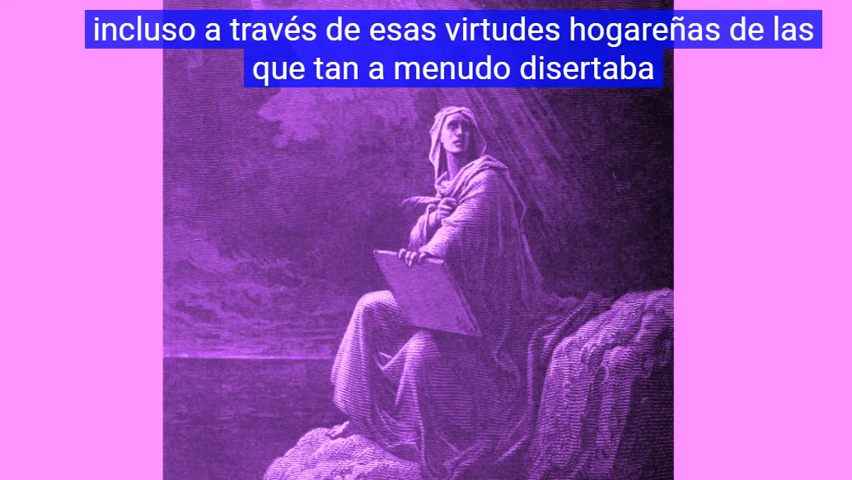 incluso a través de esas virtudes hogareñas de las
que tan a menudo disertaba